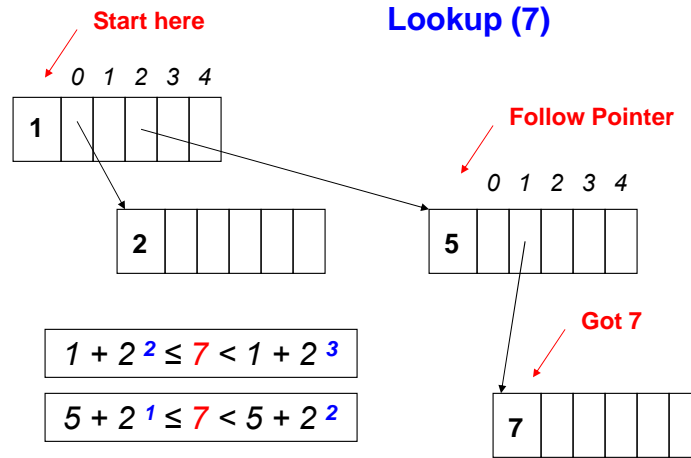 Lookup (7)
Start here
0 1 2 3 4
1
Follow Pointer
0 1 2 3 4
2
5
Got 7
1 + 2 2 ≤ 7 < 1 + 2 3
5 + 2 1 ≤ 7 < 5 + 2 2
7